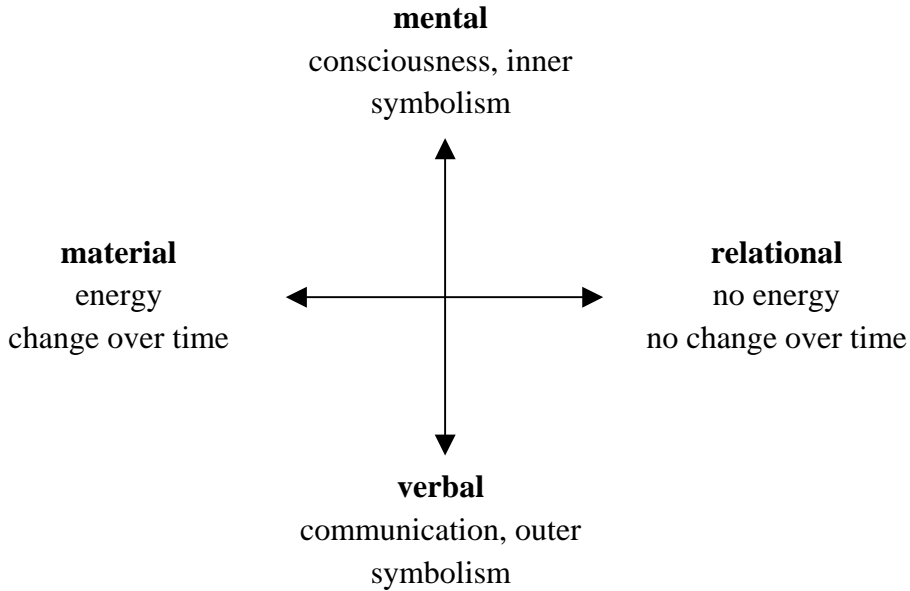 mental
consciousness, inner
symbolism
material
energy
change over time
relational
no energy
no change over time
verbal
communication, outer
symbolism